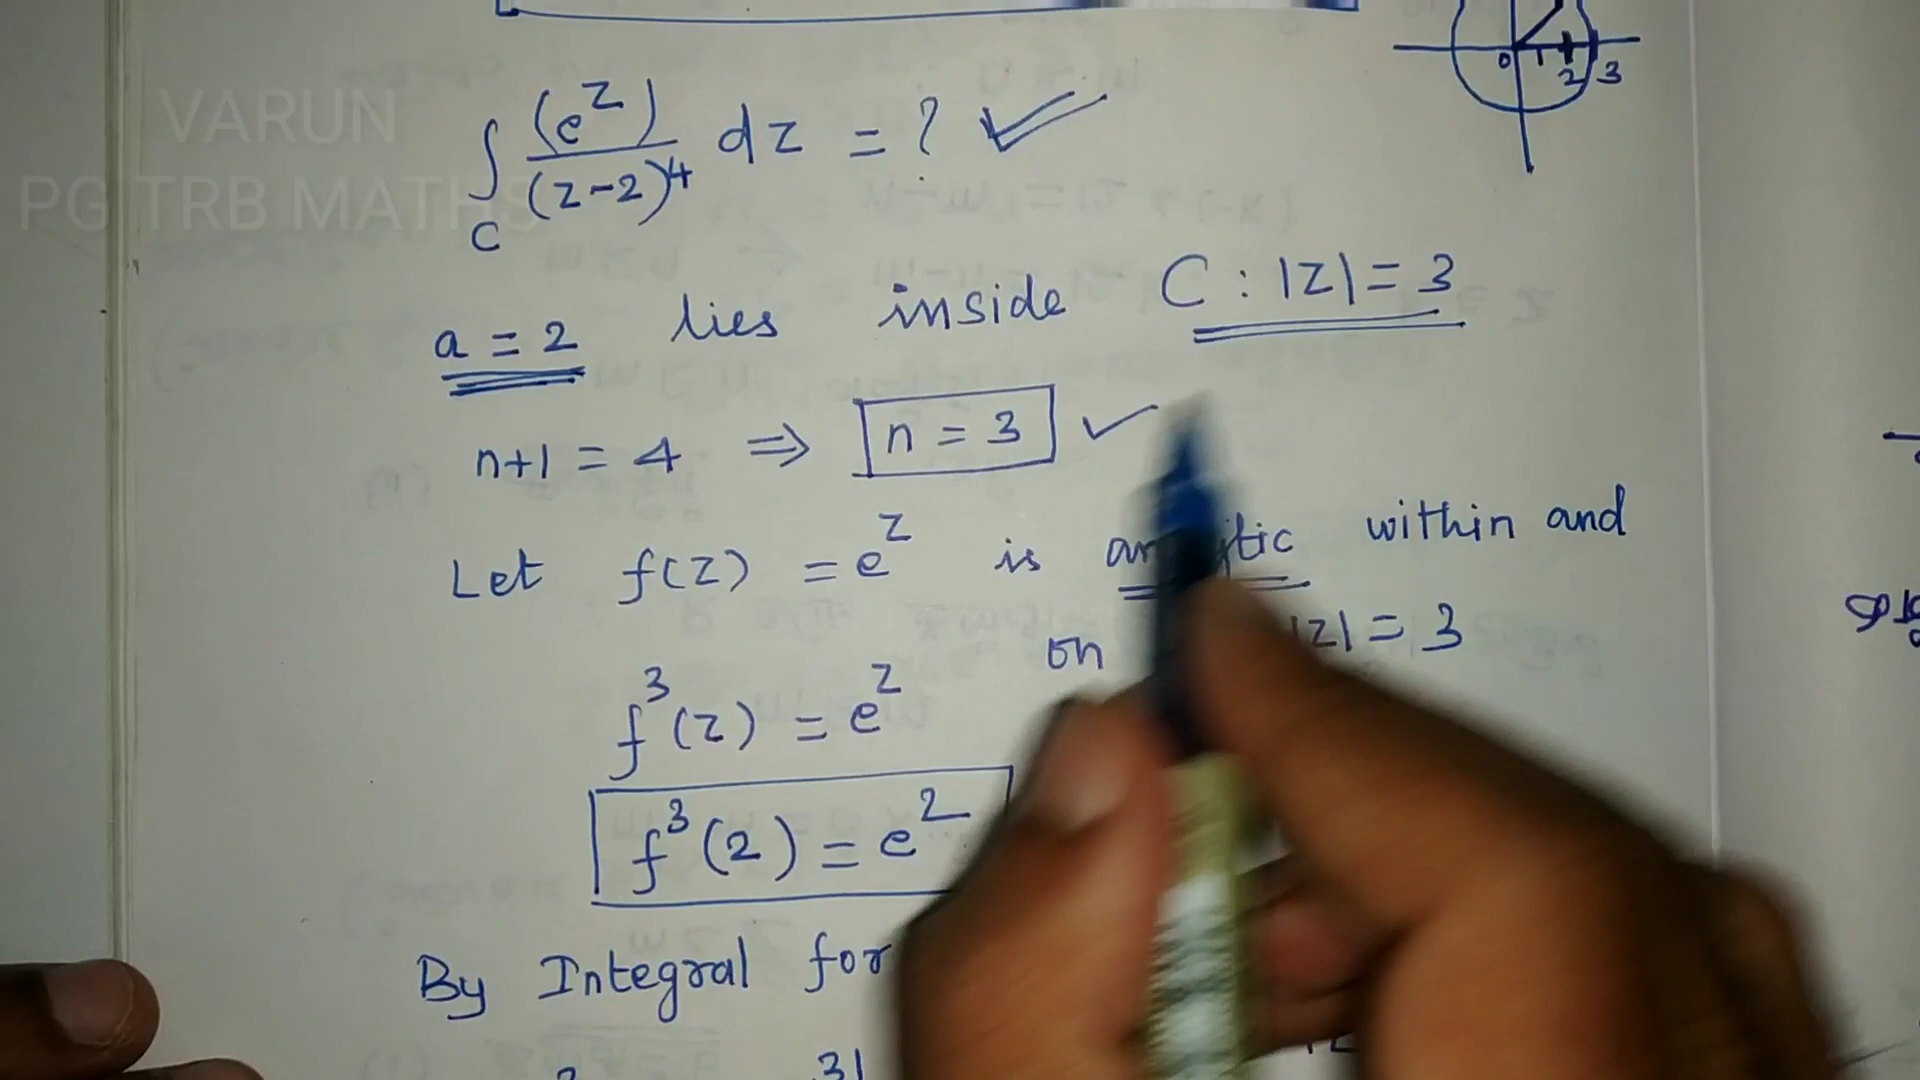 VARUN
PG TRB MATHS
∫_C (e^z)/(z-2)^4 dz = ? ✓
0 1 2 3
a = 2 lies inside C : |z| = 3
n+1 = 4 ⇒ n = 3 ✓
Let f(z) = e^z is within and
on |z| = 3
f^3(z) = e^z
f^3(2) = e^2
By Integral for
3!